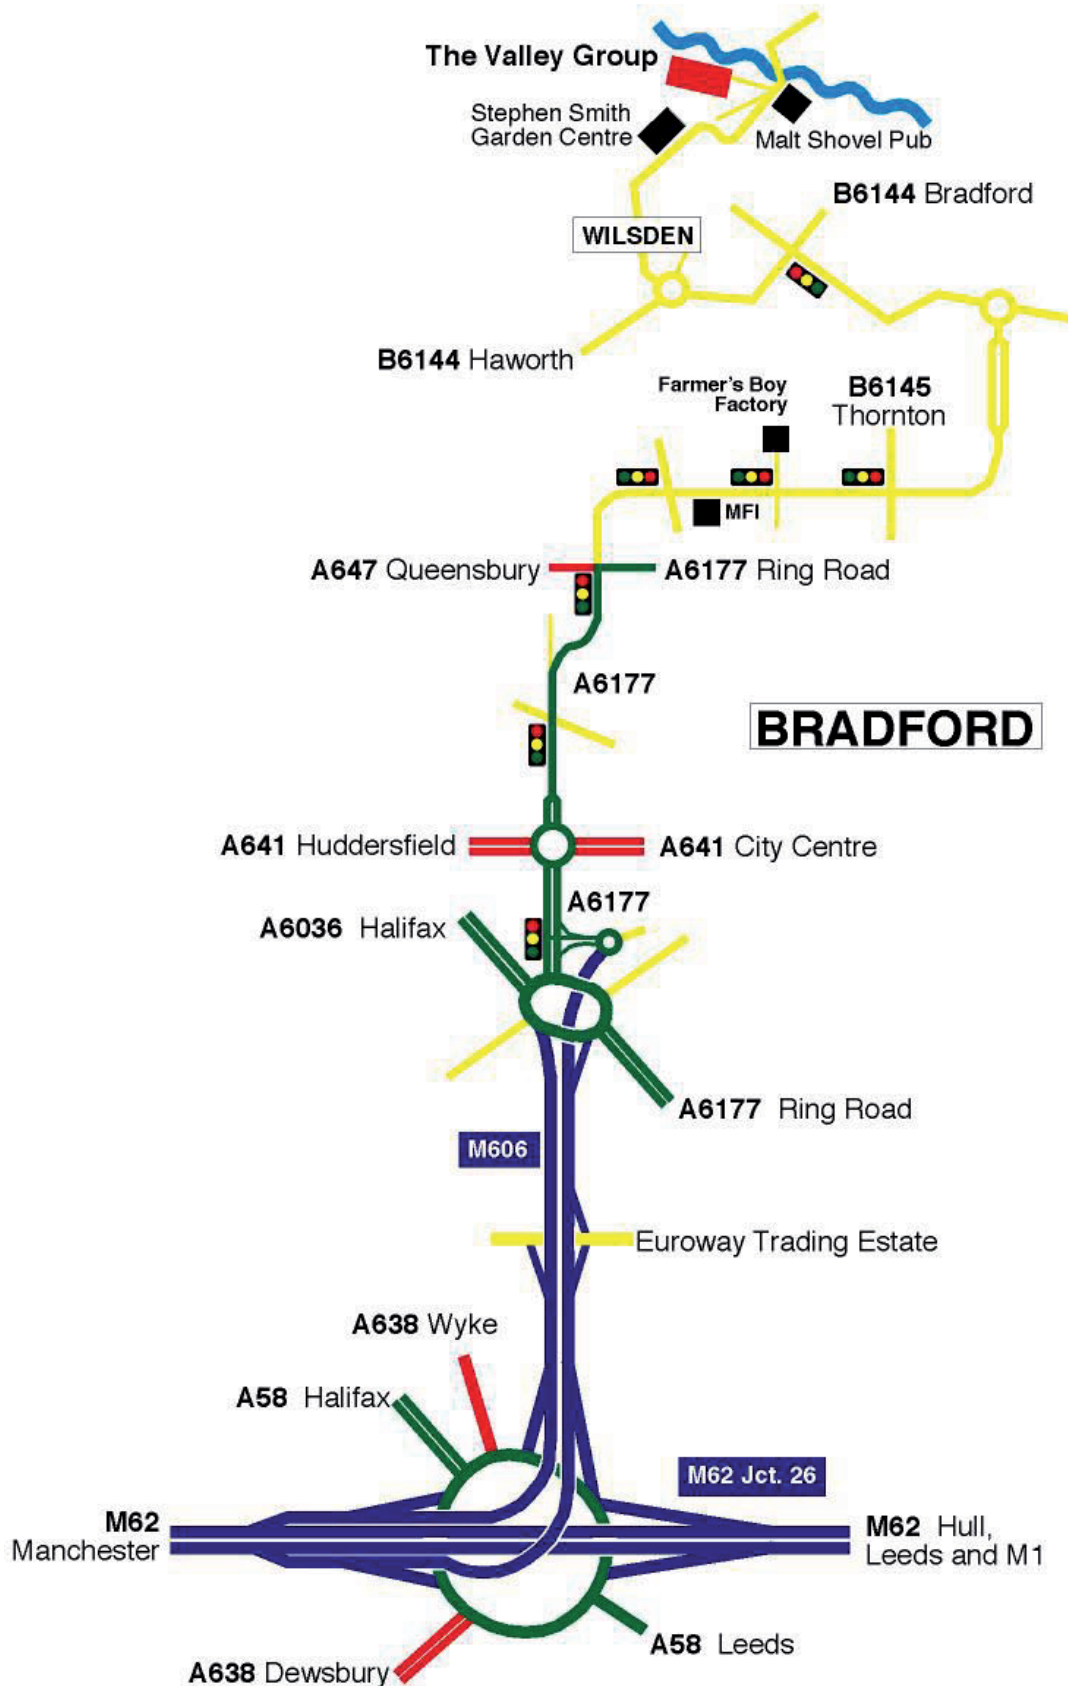 The Valley Group
Stephen Smith
Garden Centre
Malt Shovel Pub
B6144 Bradford
WILSDEN
B6144 Haworth
Farmer's Boy
Factory
B6145
Thornton
MFI
A647 Queensbury
A6177 Ring Road
A6177
BRADFORD
A641 Huddersfield
A641 City Centre
A6177
A6036 Halifax
A6177 Ring Road
M606
Euroway Trading Estate
A638 Wyke
A58 Halifax
M62 Jct. 26
M62
Manchester
M62 Hull,
Leeds and M1
A58 Leeds
A638 Dewsbury